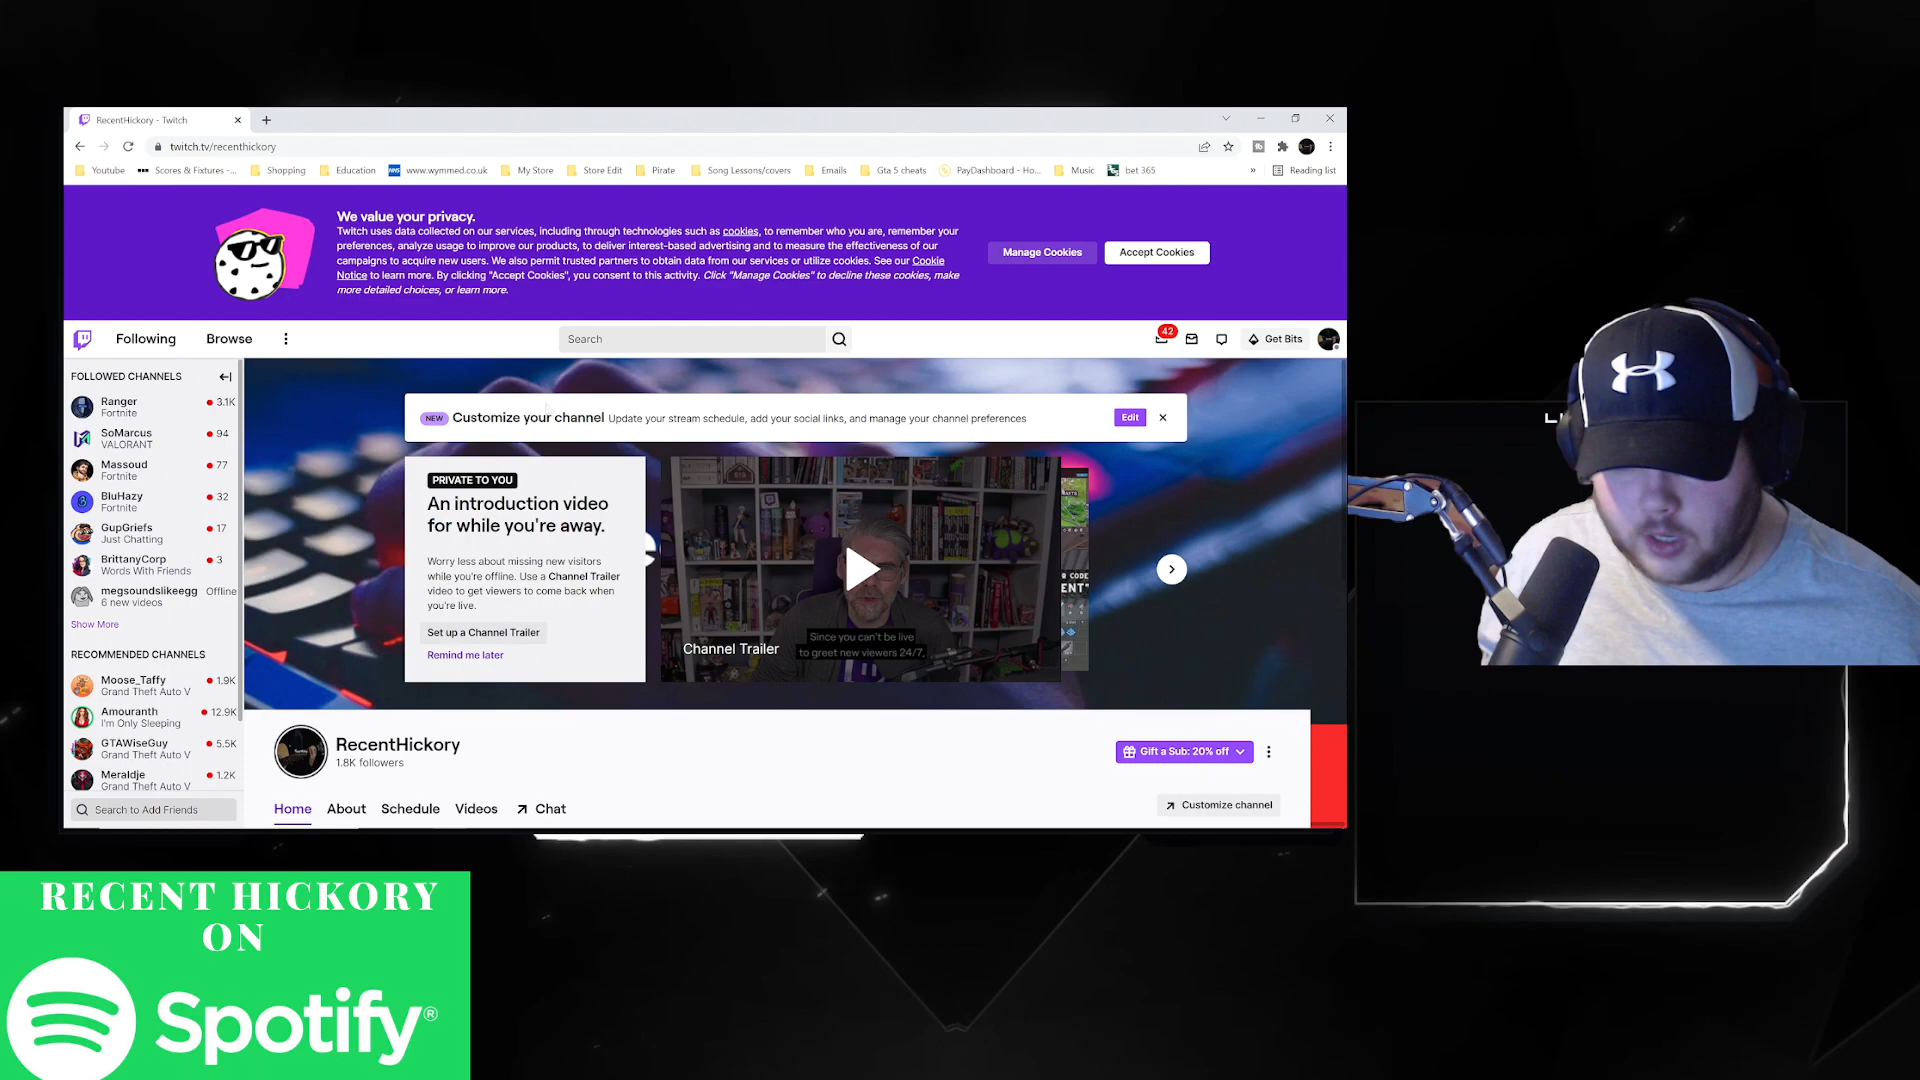 RecentHickory - Twitch
twitch.tv/recenthickory
Youtube
Scores & Fixtures -...
Shopping
Education
www.wymmed.co.uk
My Store
Store Edit
Pirate
Song Lessons/covers
Emails
Gta 5 cheats
PayDashboard - Ho...
Music
bet 365
»
Reading list
We value your privacy.
Twitch uses data collected on our services, including through technologies such as cookies, to remember who you are, remember your
preferences, analyze usage to improve our products, to deliver interest-based advertising and to measure the effectiveness of our
campaigns to acquire new users. We also permit trusted partners to obtain data from our services or utilize cookies. See our Cookie
Notice to learn more. By clicking "Accept Cookies", you consent to this activity. Click "Manage Cookies" to decline these cookies, make
more detailed choices, or learn more.
Manage Cookies
Accept Cookies
Following
Browse
Search
42
Get Bits
FOLLOWED CHANNELS
Ranger
3.1K
Fortnite
SoMarcus
94
VALORANT
Massoud
77
Fortnite
BluHazy
32
Fortnite
GupGriefs
17
Just Chatting
BrittanyCorp
3
Words With Friends
megsoundslikeegg
Offline
6 new videos
Show More
RECOMMENDED CHANNELS
Moose_Taffy
1.9K
Grand Theft Auto V
Amouranth
12.9K
I'm Only Sleeping
GTAWiseGuy
5.5K
Grand Theft Auto V
Meraldje
1.2K
Grand Theft Auto V
Search to Add Friends
NEW
Customize your channel
Update your stream schedule, add your social links, and manage your channel preferences
Edit
PRIVATE TO YOU
An introduction video
for while you're away.
Worry less about missing new visitors
while you're offline. Use a Channel Trailer
video to get viewers to come back when
you're live.
Set up a Channel Trailer
Remind me later
Channel Trailer
Since you can't be live
to greet new viewers 24/7,
RecentHickory
1.8K followers
Gift a Sub: 20% off
Home
About
Schedule
Videos
Chat
Customize channel
RECENT HICKORY
ON
Spotify®